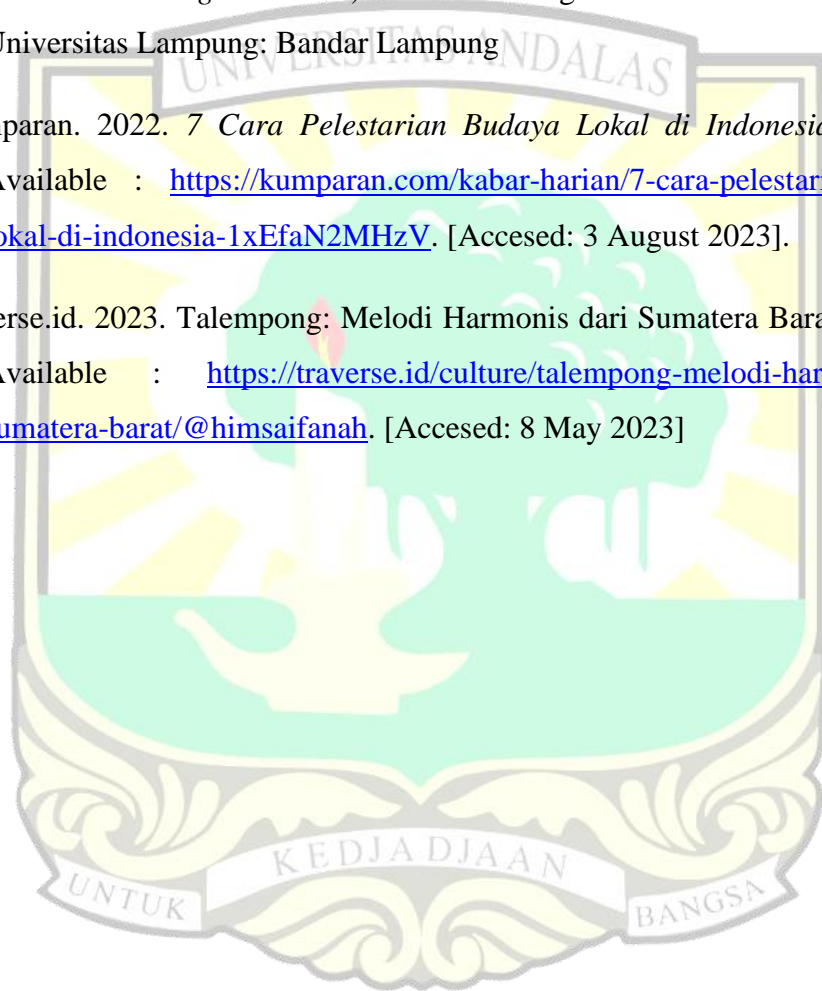 Universitas Lampung: Bandar Lampung
UNIVERSITAS ANDALAS
mparan. 2022. 7 Cara Pelestarian Budaya Lokal di Indonesia
Available : https://kumparan.com/kabar-harian/7-cara-pelestari
okal-di-indonesia-1xEfaN2MHzV. [Accesed: 3 August 2023].
erse.id. 2023. Talempong: Melodi Harmonis dari Sumatera Bara
Available : https://traverse.id/culture/talempong-melodi-har
umatera-barat/@himsaifanah. [Accesed: 8 May 2023]
UNTUK KEDJADJAAN BANGSA